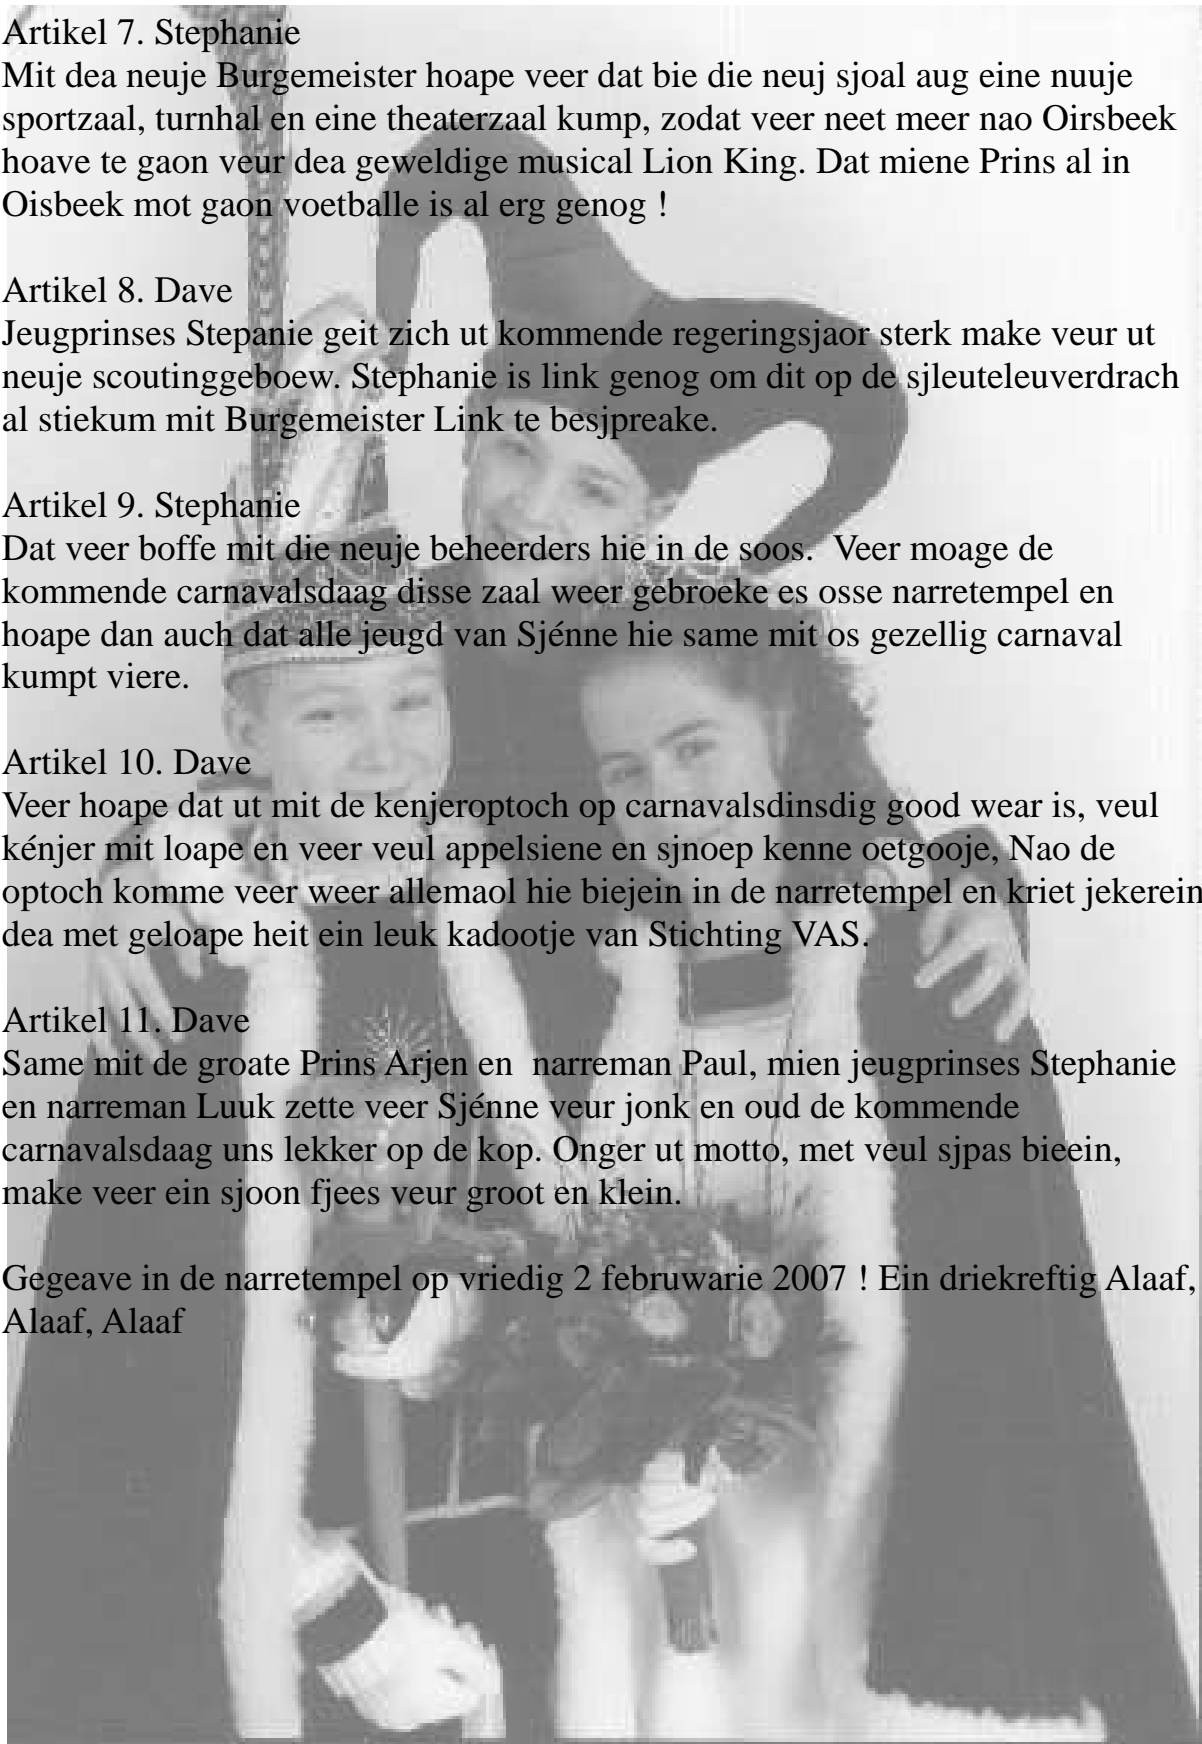 Artikel 7. Stephanie
Mit dea neuje Burgemeister hoape veer dat bie die neuj sjoal aug eine nuuje
sportzaal, turnhal en eine theaterzaal kump, zodat veer neet meer nao Oirsbeek
hoave te gaon veur dea geweldige musical Lion King. Dat miene Prins al in
Oisbeek mot gaon voetballe is al erg genog !
Artikel 8. Dave
Jeugprinses Stepanie geit zich ut kommende regeringsjaor sterk make veur ut
neuje scoutinggeboew. Stephanie is link genog om dit op de sjleuteleuverdrach
al stiekum mit Burgemeister Link te besjpreake.
Artikel 9. Stephanie
Dat veer boffe mit die neuje beheerders hie in de soos.  Veer moage de
kommende carnavalsdaag disse zaal weer gebroeke es osse narretempel en
hoape dan auch dat alle jeugd van Sjénne hie same mit os gezellig carnaval
kumpt viere.
Artikel 10. Dave
Veer hoape dat ut mit de kenjeroptoch op carnavalsdinsdig good wear is, veul
kénjer mit loape en veer veul appelsiene en sjnoep kenne oetgooje, Nao de
optoch komme veer weer allemaol hie biejein in de narretempel en kriet jekerein
dea met geloape heit ein leuk kadootje van Stichting VAS.
Artikel 11. Dave
Same mit de groate Prins Arjen en  narreman Paul, mien jeugprinses Stephanie
en narreman Luuk zette veer Sjénne veur jonk en oud de kommende
carnavalsdaag uns lekker op de kop. Onger ut motto, met veul sjpas bieein,
make veer ein sjoon fjees veur groot en klein.
Gegeave in de narretempel op vriedig 2 februwarie 2007 ! Ein driekreftig Alaaf,
Alaaf, Alaaf